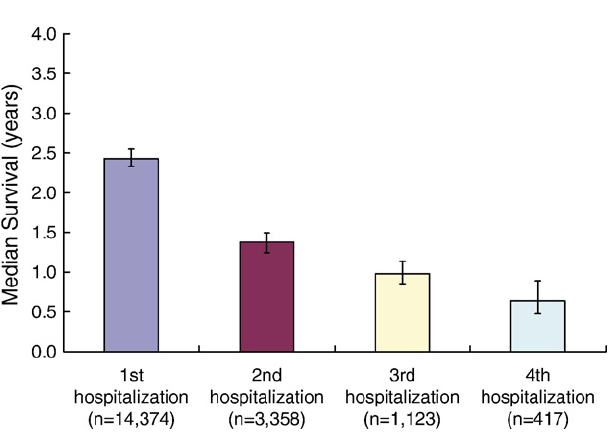 Median Survival (years)
4.0
3.5
3.0
2.5
2.0
1.5
1.0
0.5
0.0
1st
hospitalization
(n=14,374)
2nd
hospitalization
(n=3,358)
3rd
hospitalization
(n=1,123)
4th
hospitalization
(n=417)